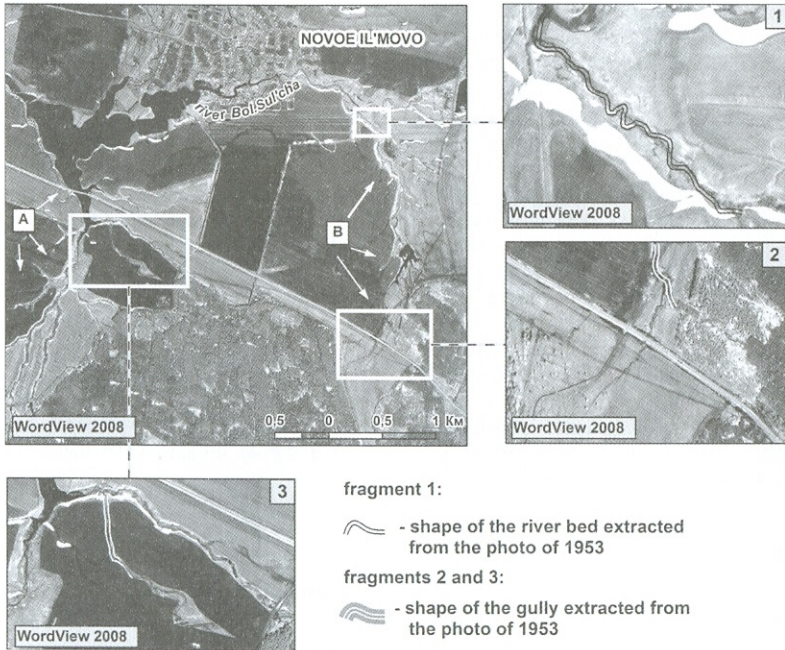 NOVOE IL'MOVO
river Bol.Sul'cha
A
B
WordView 2008
0,5 0 0,5 1 Км
1
WordView 2008
2
WordView 2008
3
WordView 2008
fragment 1:
- shape of the river bed extracted
from the photo of 1953
fragments 2 and 3:
- shape of the gully extracted from
the photo of 1953